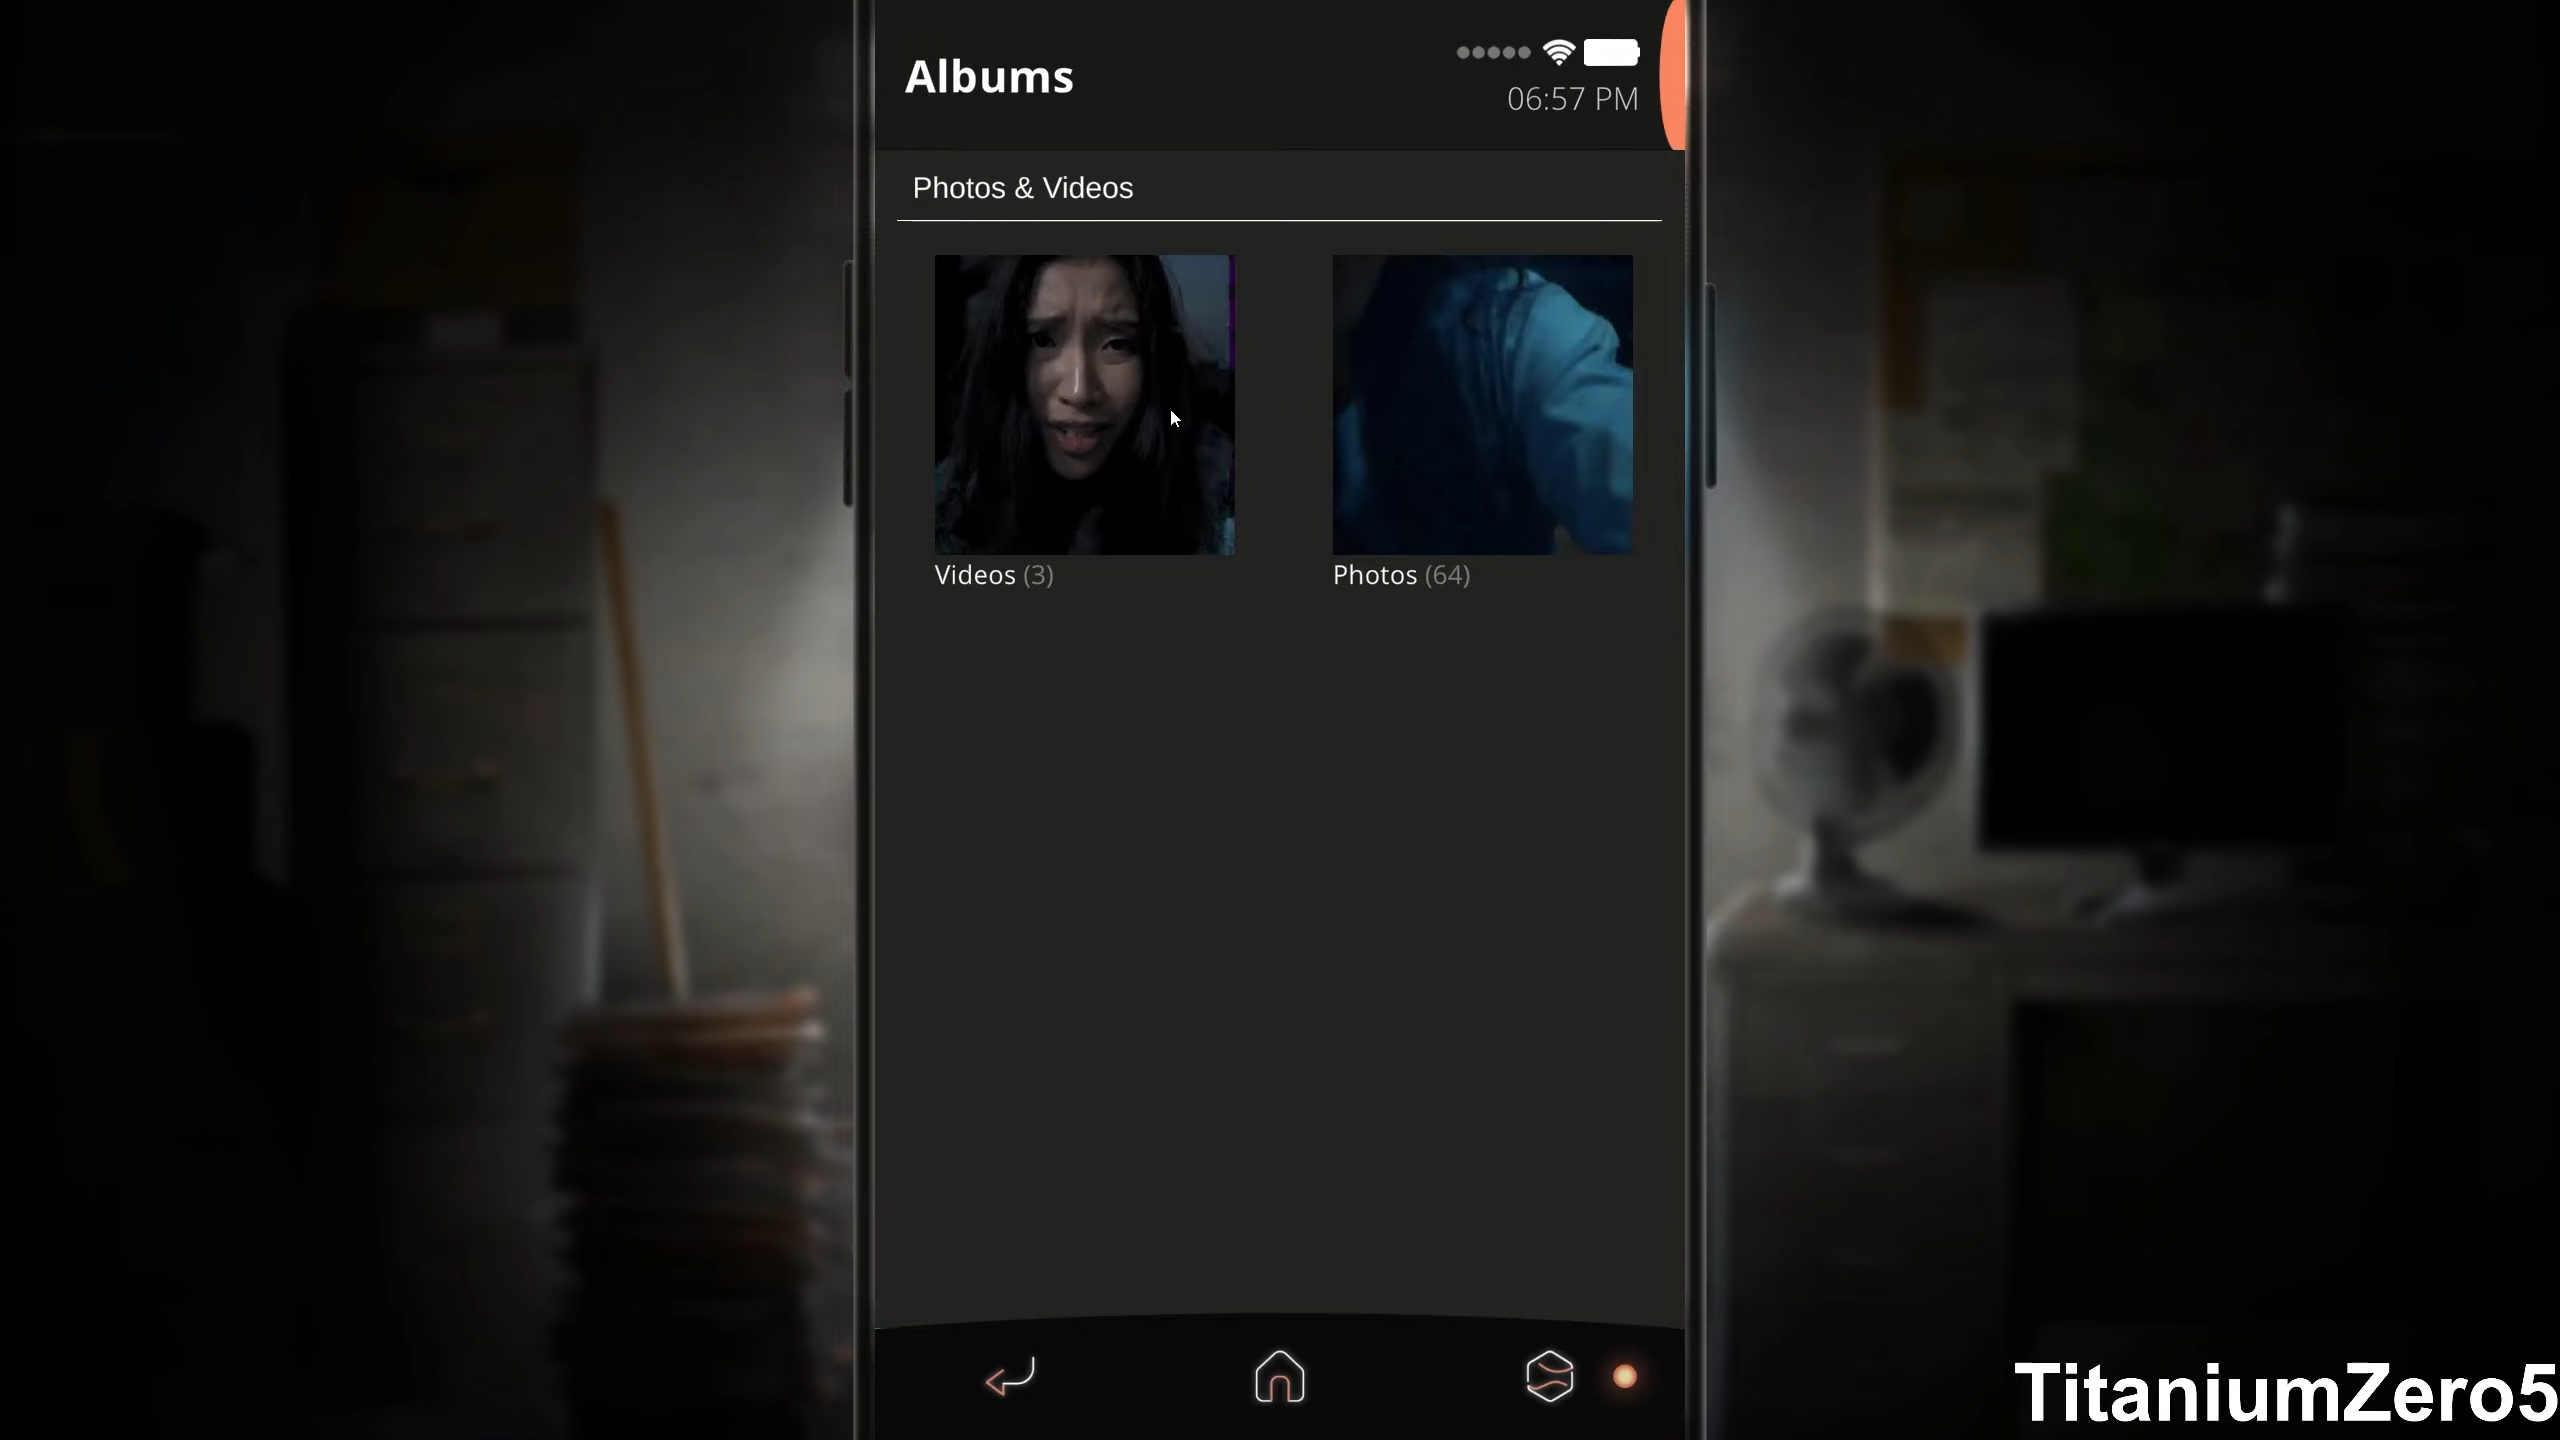 Albums
06:57 PM
Photos & Videos
Videos (3)
Photos (64)
TitaniumZero5